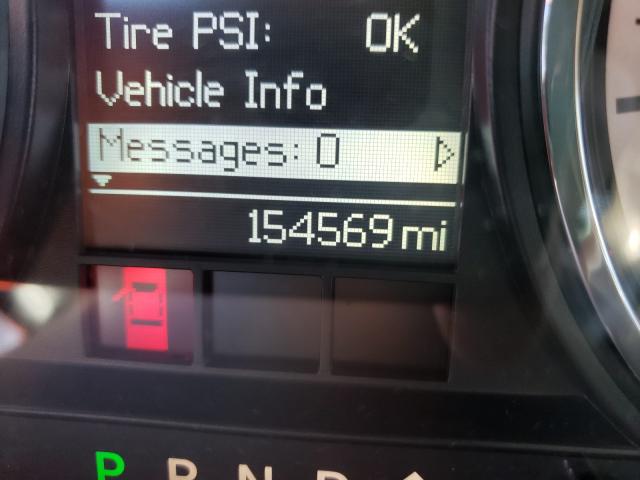 Tire PSI: OK
Vehicle Info
Messages: 0
154569 mi
P R N D